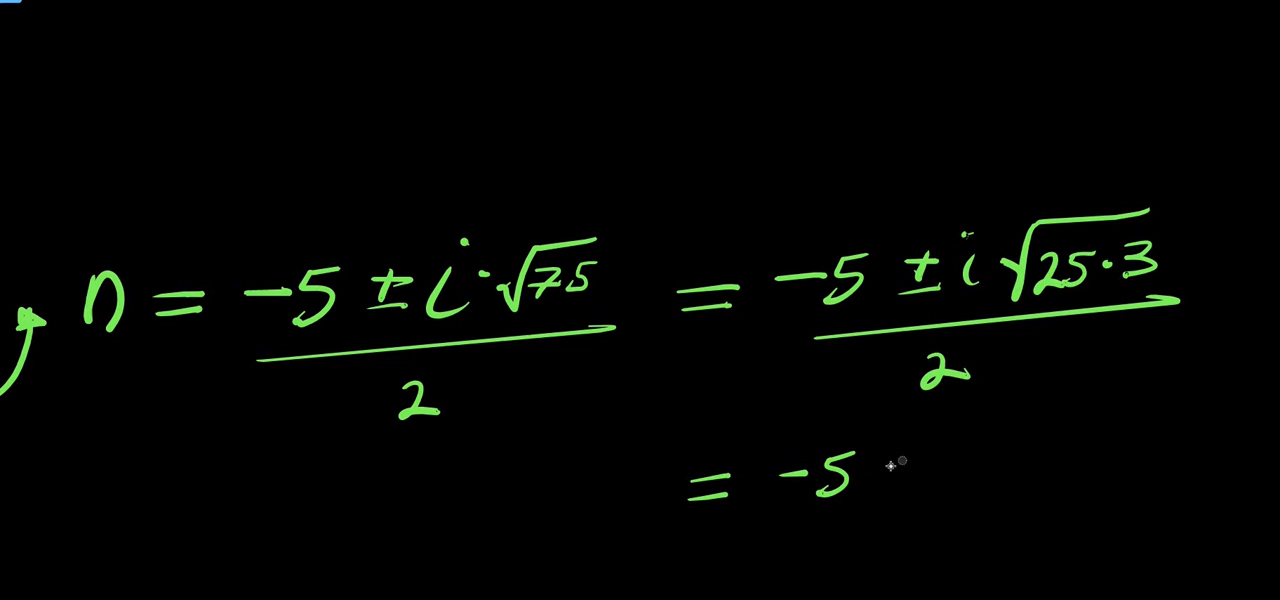 n = (-5 ± i·√75)/2 = (-5 ± i√(25·3))/2
= -5